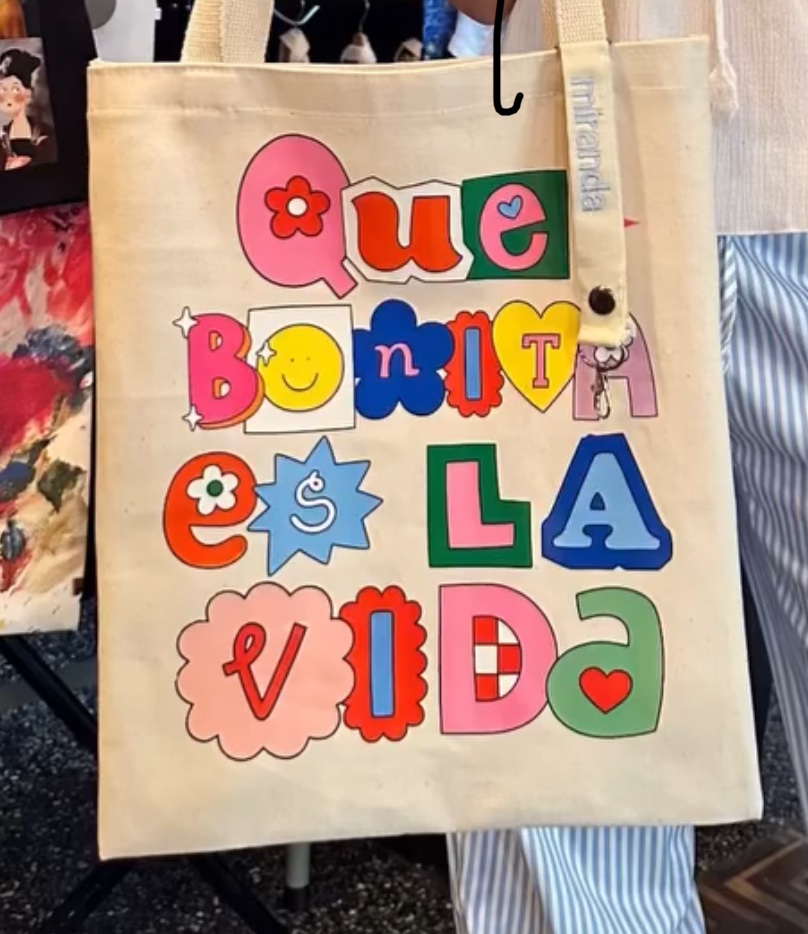 Que
BOnITA
es LA
VIDa
miranda